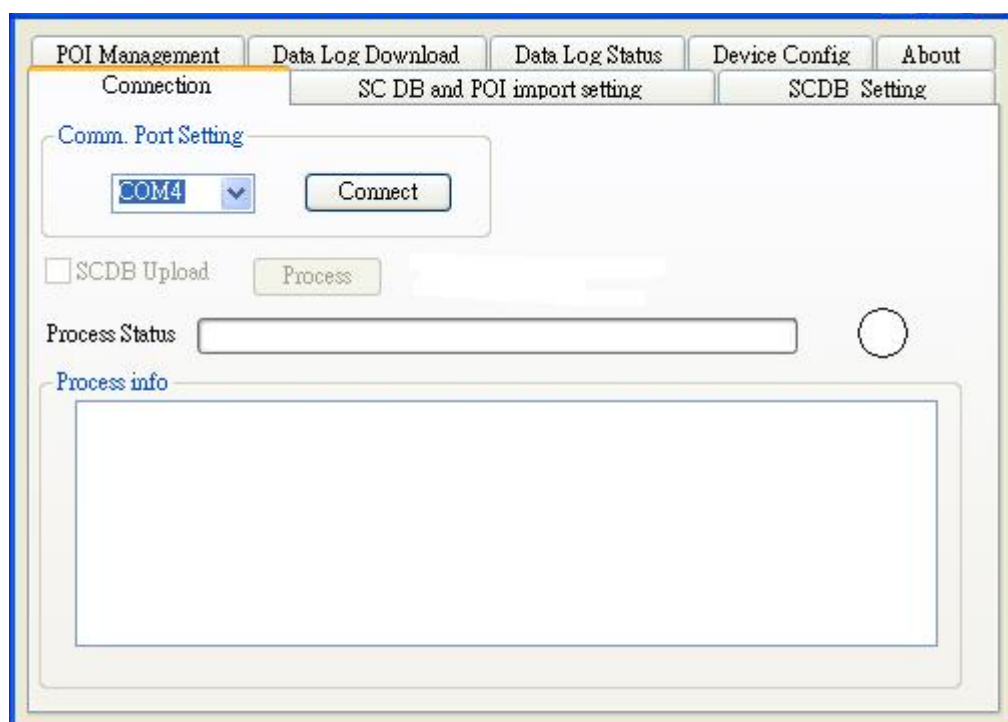 POI Management Data Log Download Data Log Status Device Config About
Connection SC DB and POI import setting SCDB Setting
Comm. Port Setting
COM4 Connect
SCDB Upload Process
Process Status
Process info